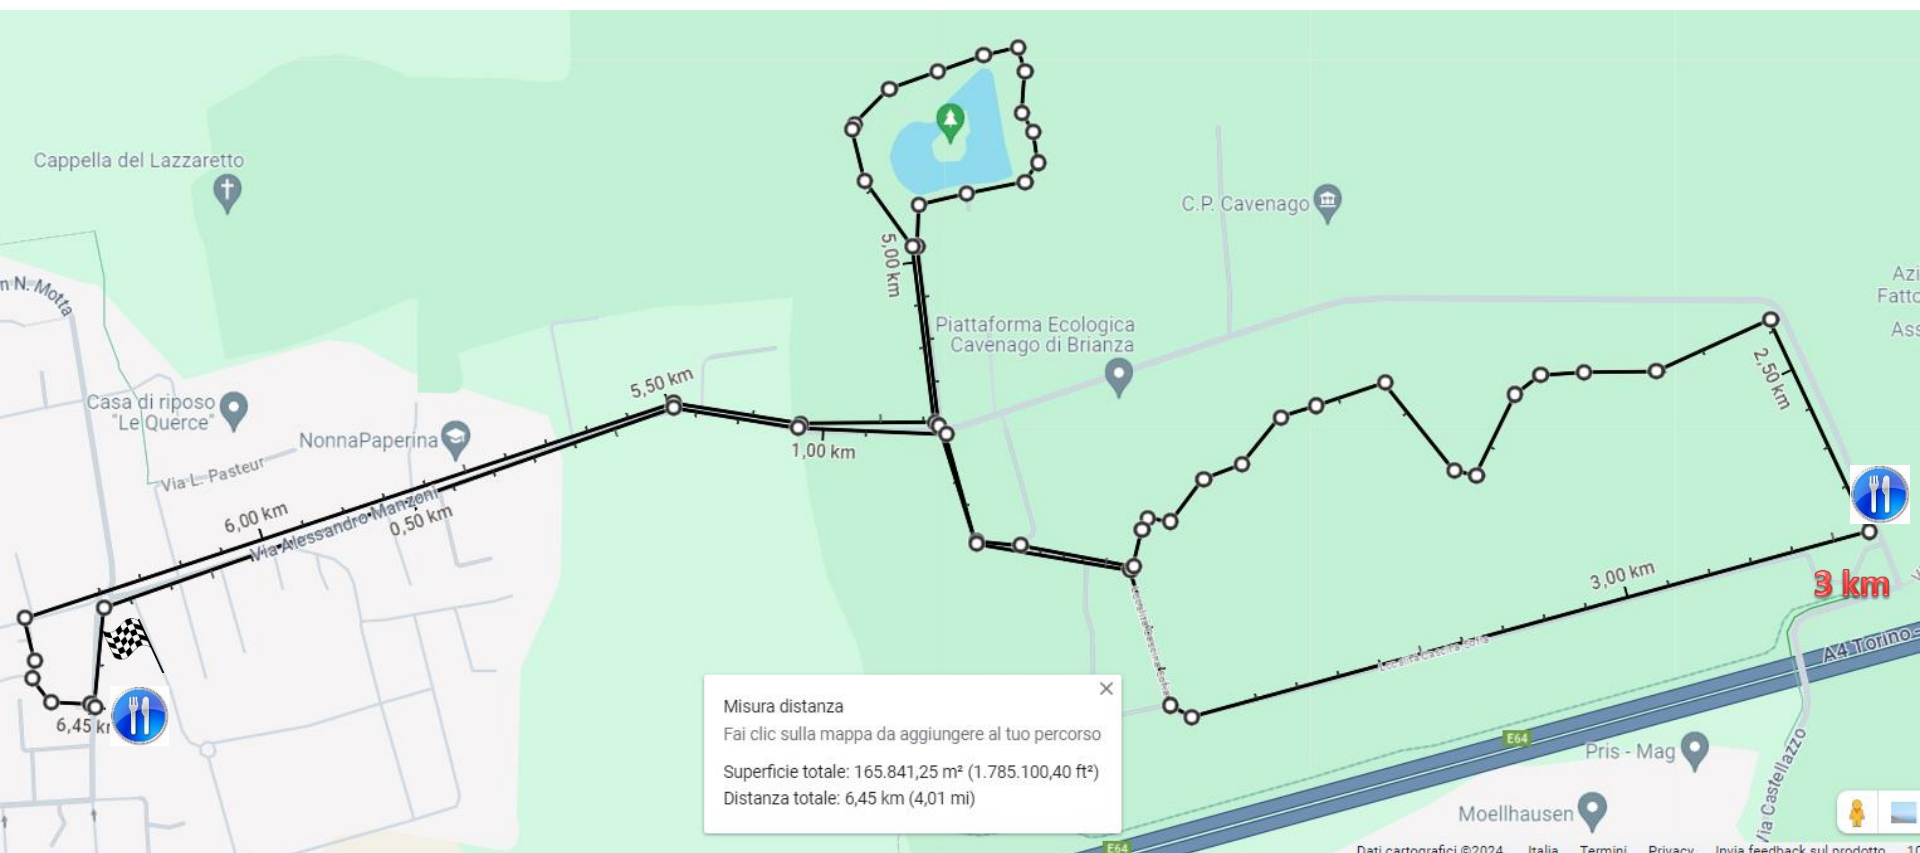 Cappella del Lazzaretto
C.P. Cavenago
n N. Motta
5,00 km
Azi
Fatto
Ass
Piattaforma Ecologica
Cavenago di Brianza
2,50 km
5,50 km
Casa di riposo
"Le Querce"
NonnaPaperina
1,00 km
Via L. Pasteur
6,00 km
0,50 km
Via Alessandro Manzoni
3,00 km
3 km
A4 Torino-
6,45 km
Misura distanza
Fai clic sulla mappa da aggiungere al tuo percorso
Superficie totale: 165.841,25 m² (1.785.100,40 ft²)
Distanza totale: 6,45 km (4,01 mi)
E64
Pris - Mag
Via Castellazzo
Moellhausen
E64
Dati cartografici ©2024 Italia Termini Privacy Invia feedback sul prodotto 10